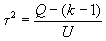 τ² = (Q − (k − 1)) / U